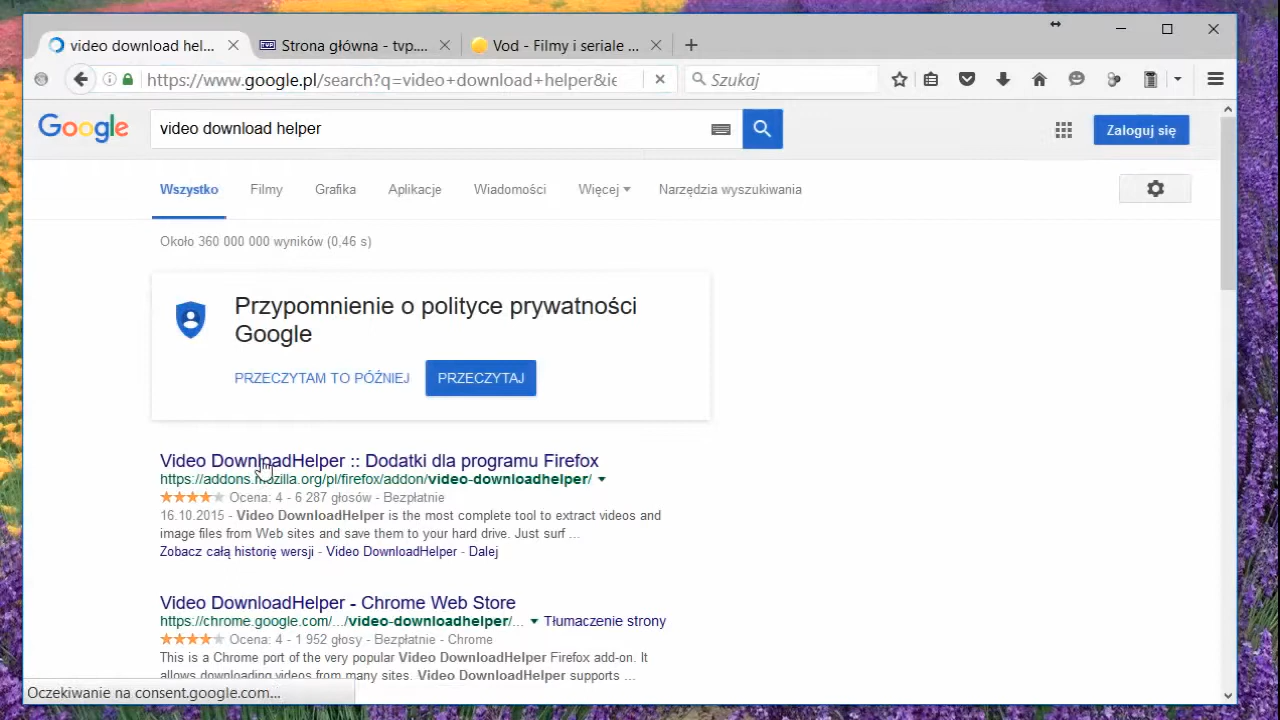 video download hel...
Strona główna - tvp....
Vod - Filmy i seriale ...
https://www.google.pl/search?q=video+download+helper&ie
Szukaj
Google
video download helper
Zaloguj się
Wszystko
Filmy
Grafika
Aplikacje
Wiadomości
Więcej
Narzędzia wyszukiwania
Około 360 000 000 wyników (0,46 s)
Przypomnienie o polityce prywatności
Google
PRZECZYTAM TO PÓŹNIEJ
PRZECZYTAJ
Video DownloadHelper :: Dodatki dla programu Firefox
https://addons.mozilla.org/pl/firefox/addon/video-downloadhelper/
Ocena: 4 - 6 287 głosów - Bezpłatnie
16.10.2015 - Video DownloadHelper is the most complete tool to extract videos and
image files from Web sites and save them to your hard drive. Just surf ...
Zobacz całą historię wersji - Video DownloadHelper - Dalej
Video DownloadHelper - Chrome Web Store
https://chrome.google.com/.../video-downloadhelper/... Tłumaczenie strony
Ocena: 4 - 1 952 głosy - Bezpłatnie - Chrome
This is a Chrome port of the very popular Video DownloadHelper Firefox add-on. It
allows downloading videos from many sites. Video DownloadHelper supports ...
Oczekiwanie na consent.google.com...